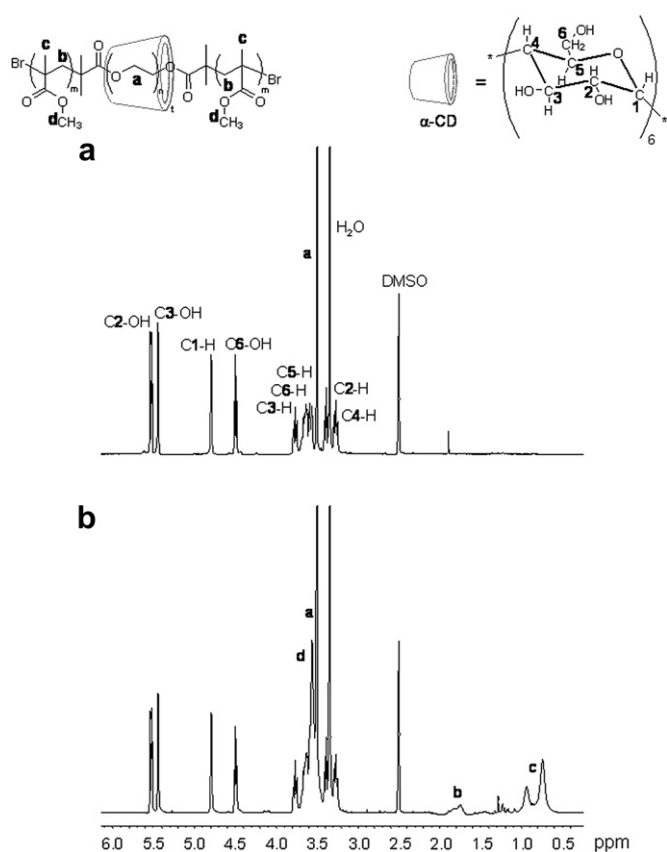 c b O O c
Br m O a O n t b m Br
O O O O
d CH3 d CH3
α-CD =
* H 4 6 OH CH2 5 O H
HO 3 H 2 H OH 1 * 6
a
H2O
a
DMSO
C3-OH
C2-OH
C1-H C6-OH
C5-H
C6-H C2-H
C3-H C4-H
b
a
d
c
b
6.0 5.5 5.0 4.5 4.0 3.5 3.0 2.5 2.0 1.5 1.0 0.5 ppm